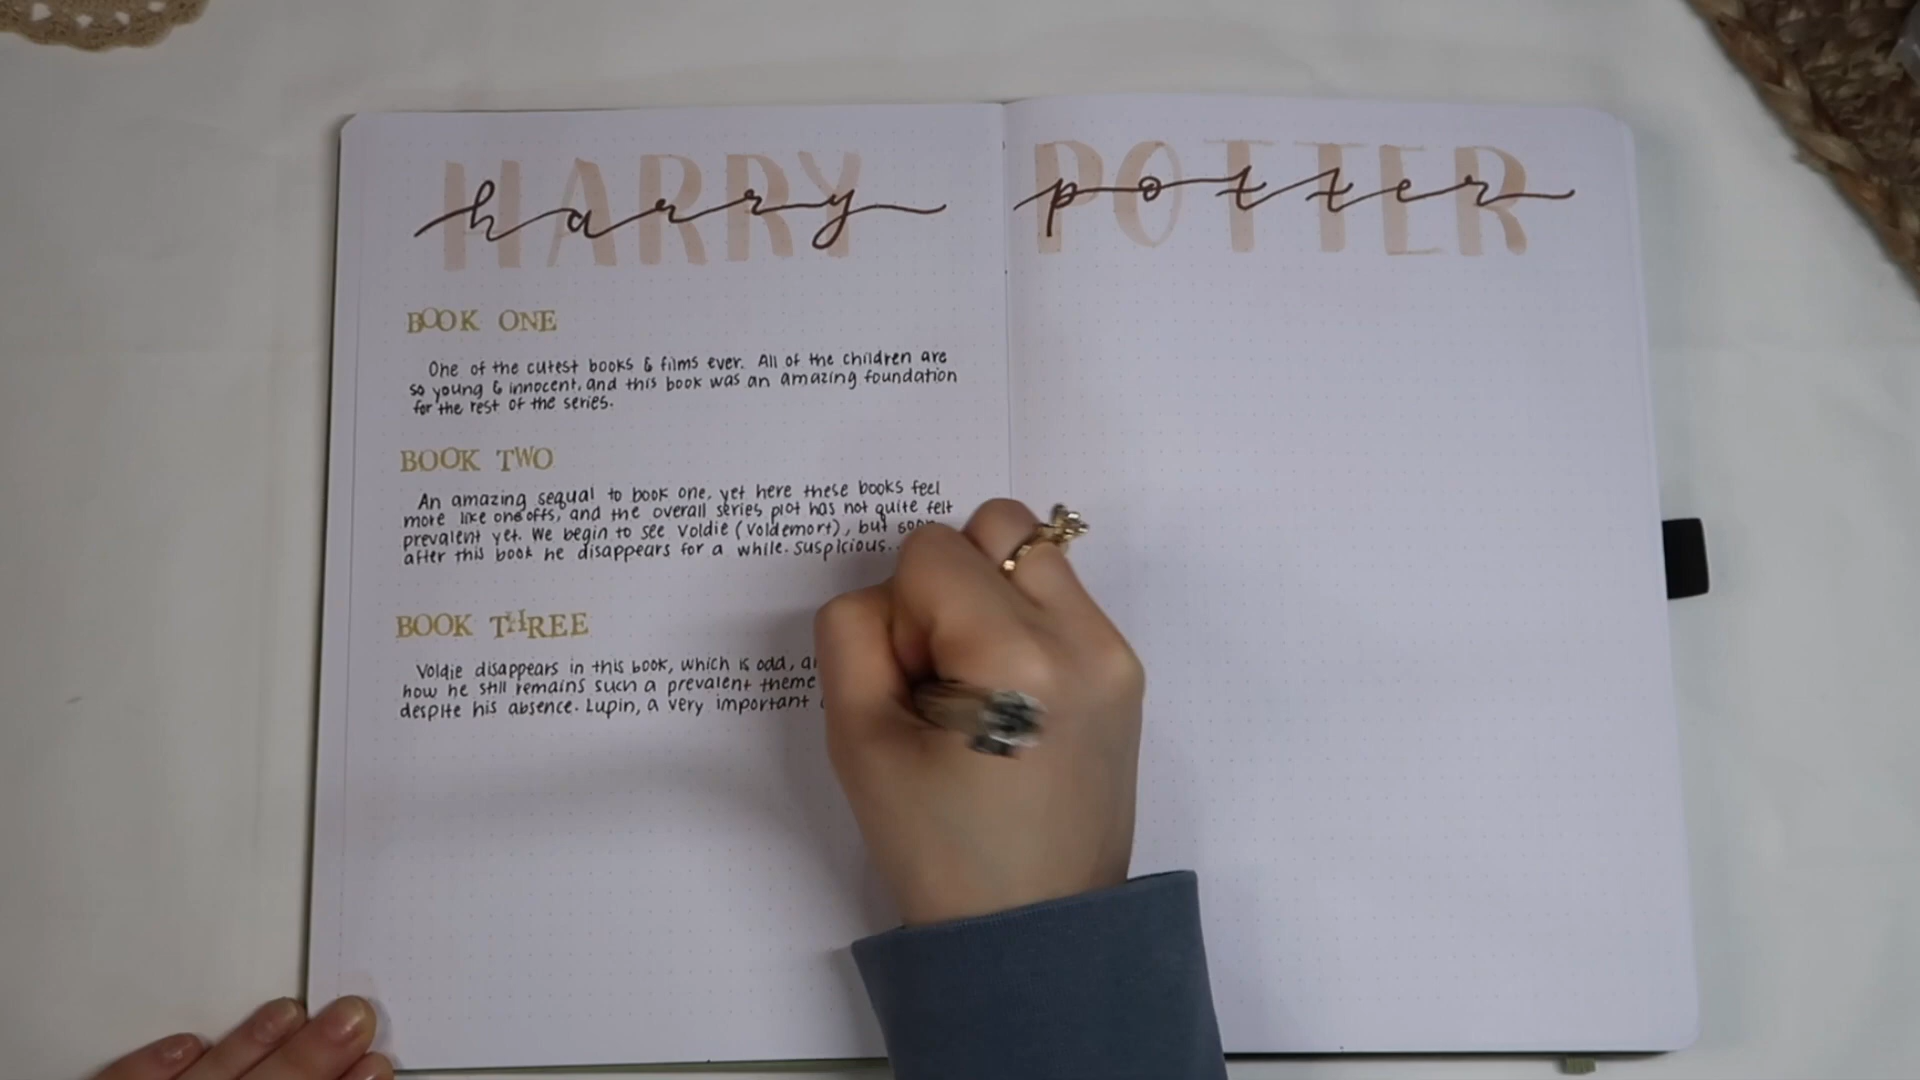 HARRY POTTER
harry potter
BOOK ONE
One of the cutest books & films ever. All of the children are
so young & innocent, and this book was an amazing foundation
for the rest of the series.
BOOK TWO
An amazing sequal to book one, yet here these books feel
more like one offs, and the overall series plot has not quite felt
prevalent yet. We begin to see Voldie (Voldemort), but soon
after this book he disappears for a while. Suspicious...
BOOK THREE
Voldie disappears in this book, which is odd,
how he still remains such a prevalent theme
despite his absence. Lupin, a very important